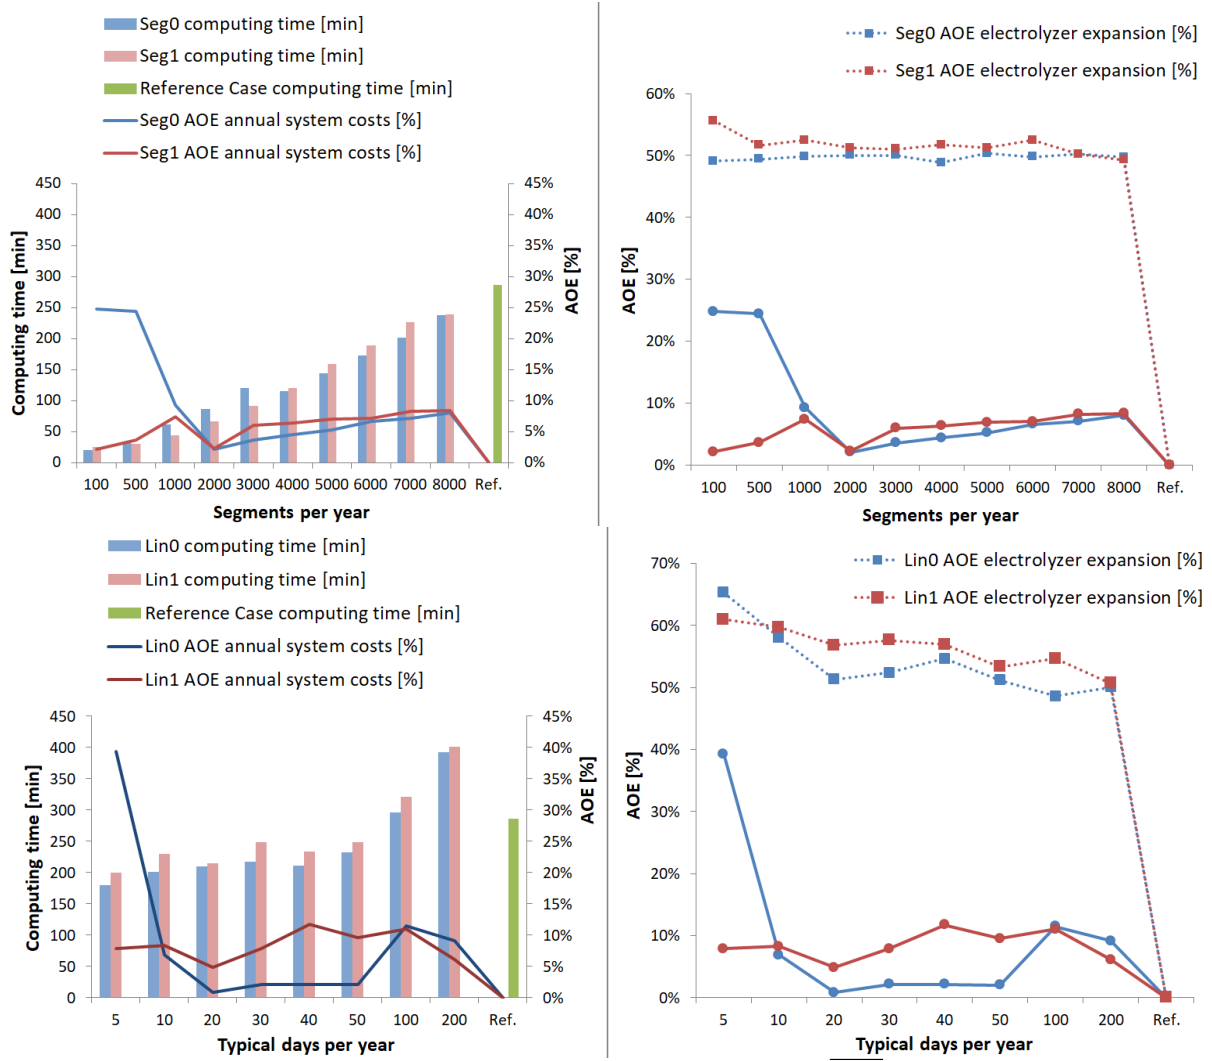 Seg0 computing time [min]
Seg1 computing time [min]
Reference Case computing time [min]
Seg0 AOE annual system costs [%]
Seg1 AOE annual system costs [%]
450
400
350
300
250
200
150
100
50
0
Computing time [min]
45%
40%
35%
30%
25%
20%
15%
10%
5%
0%
AOE [%]
100 500 1000 2000 3000 4000 5000 6000 7000 8000 Ref.
Segments per year
Seg0 AOE electrolyzer expansion [%]
Seg1 AOE electrolyzer expansion [%]
60%
50%
40%
30%
20%
10%
0%
AOE [%]
100 500 1000 2000 3000 4000 5000 6000 7000 8000 Ref.
Segments per year
Lin0 computing time [min]
Lin1 computing time [min]
Reference Case computing time [min]
Lin0 AOE annual system costs [%]
Lin1 AOE annual system costs [%]
450
400
350
300
250
200
150
100
50
0
Computing time [min]
45%
40%
35%
30%
25%
20%
15%
10%
5%
0%
AOE [%]
5 10 20 30 40 50 100 200 Ref.
Typical days per year
Lin0 AOE electrolyzer expansion [%]
Lin1 AOE electrolyzer expansion [%]
70%
60%
50%
40%
30%
20%
10%
0%
AOE [%]
5 10 20 30 40 50 100 200 Ref.
Typical days per year